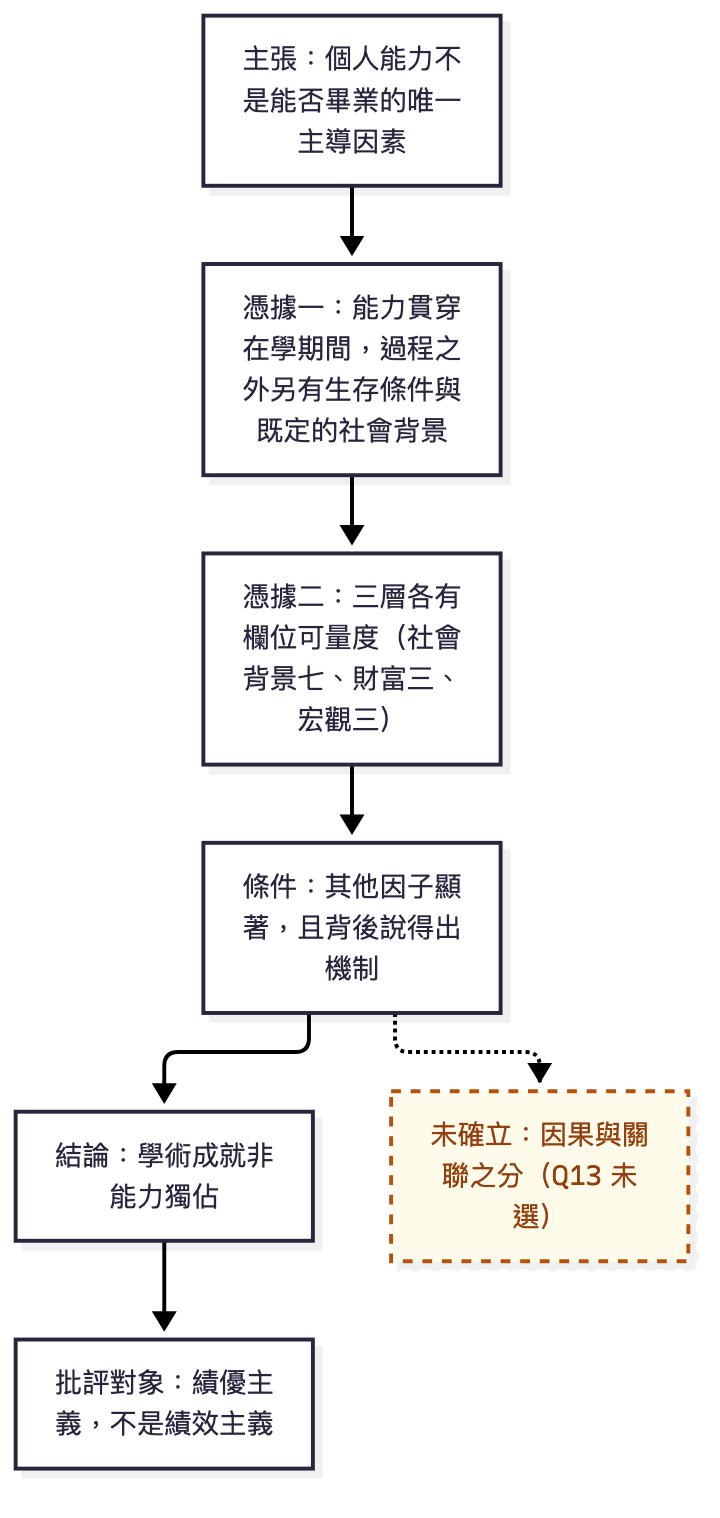 主張：個人能力不
是能否畢業的唯一
主導因素
憑據一：能力貫穿
在學期間，過程之
外另有生存條件與
既定的社會背景
憑據二：三層各有
欄位可量度（社會
背景七、財富三、
宏觀三）
條件：其他因子顯
著，且背後說得出
機制
結論：學術成就非
能力獨佔
未確立：因果與關
聯之分（Q13 未
選）
批評對象：績優主
義，不是績效主義